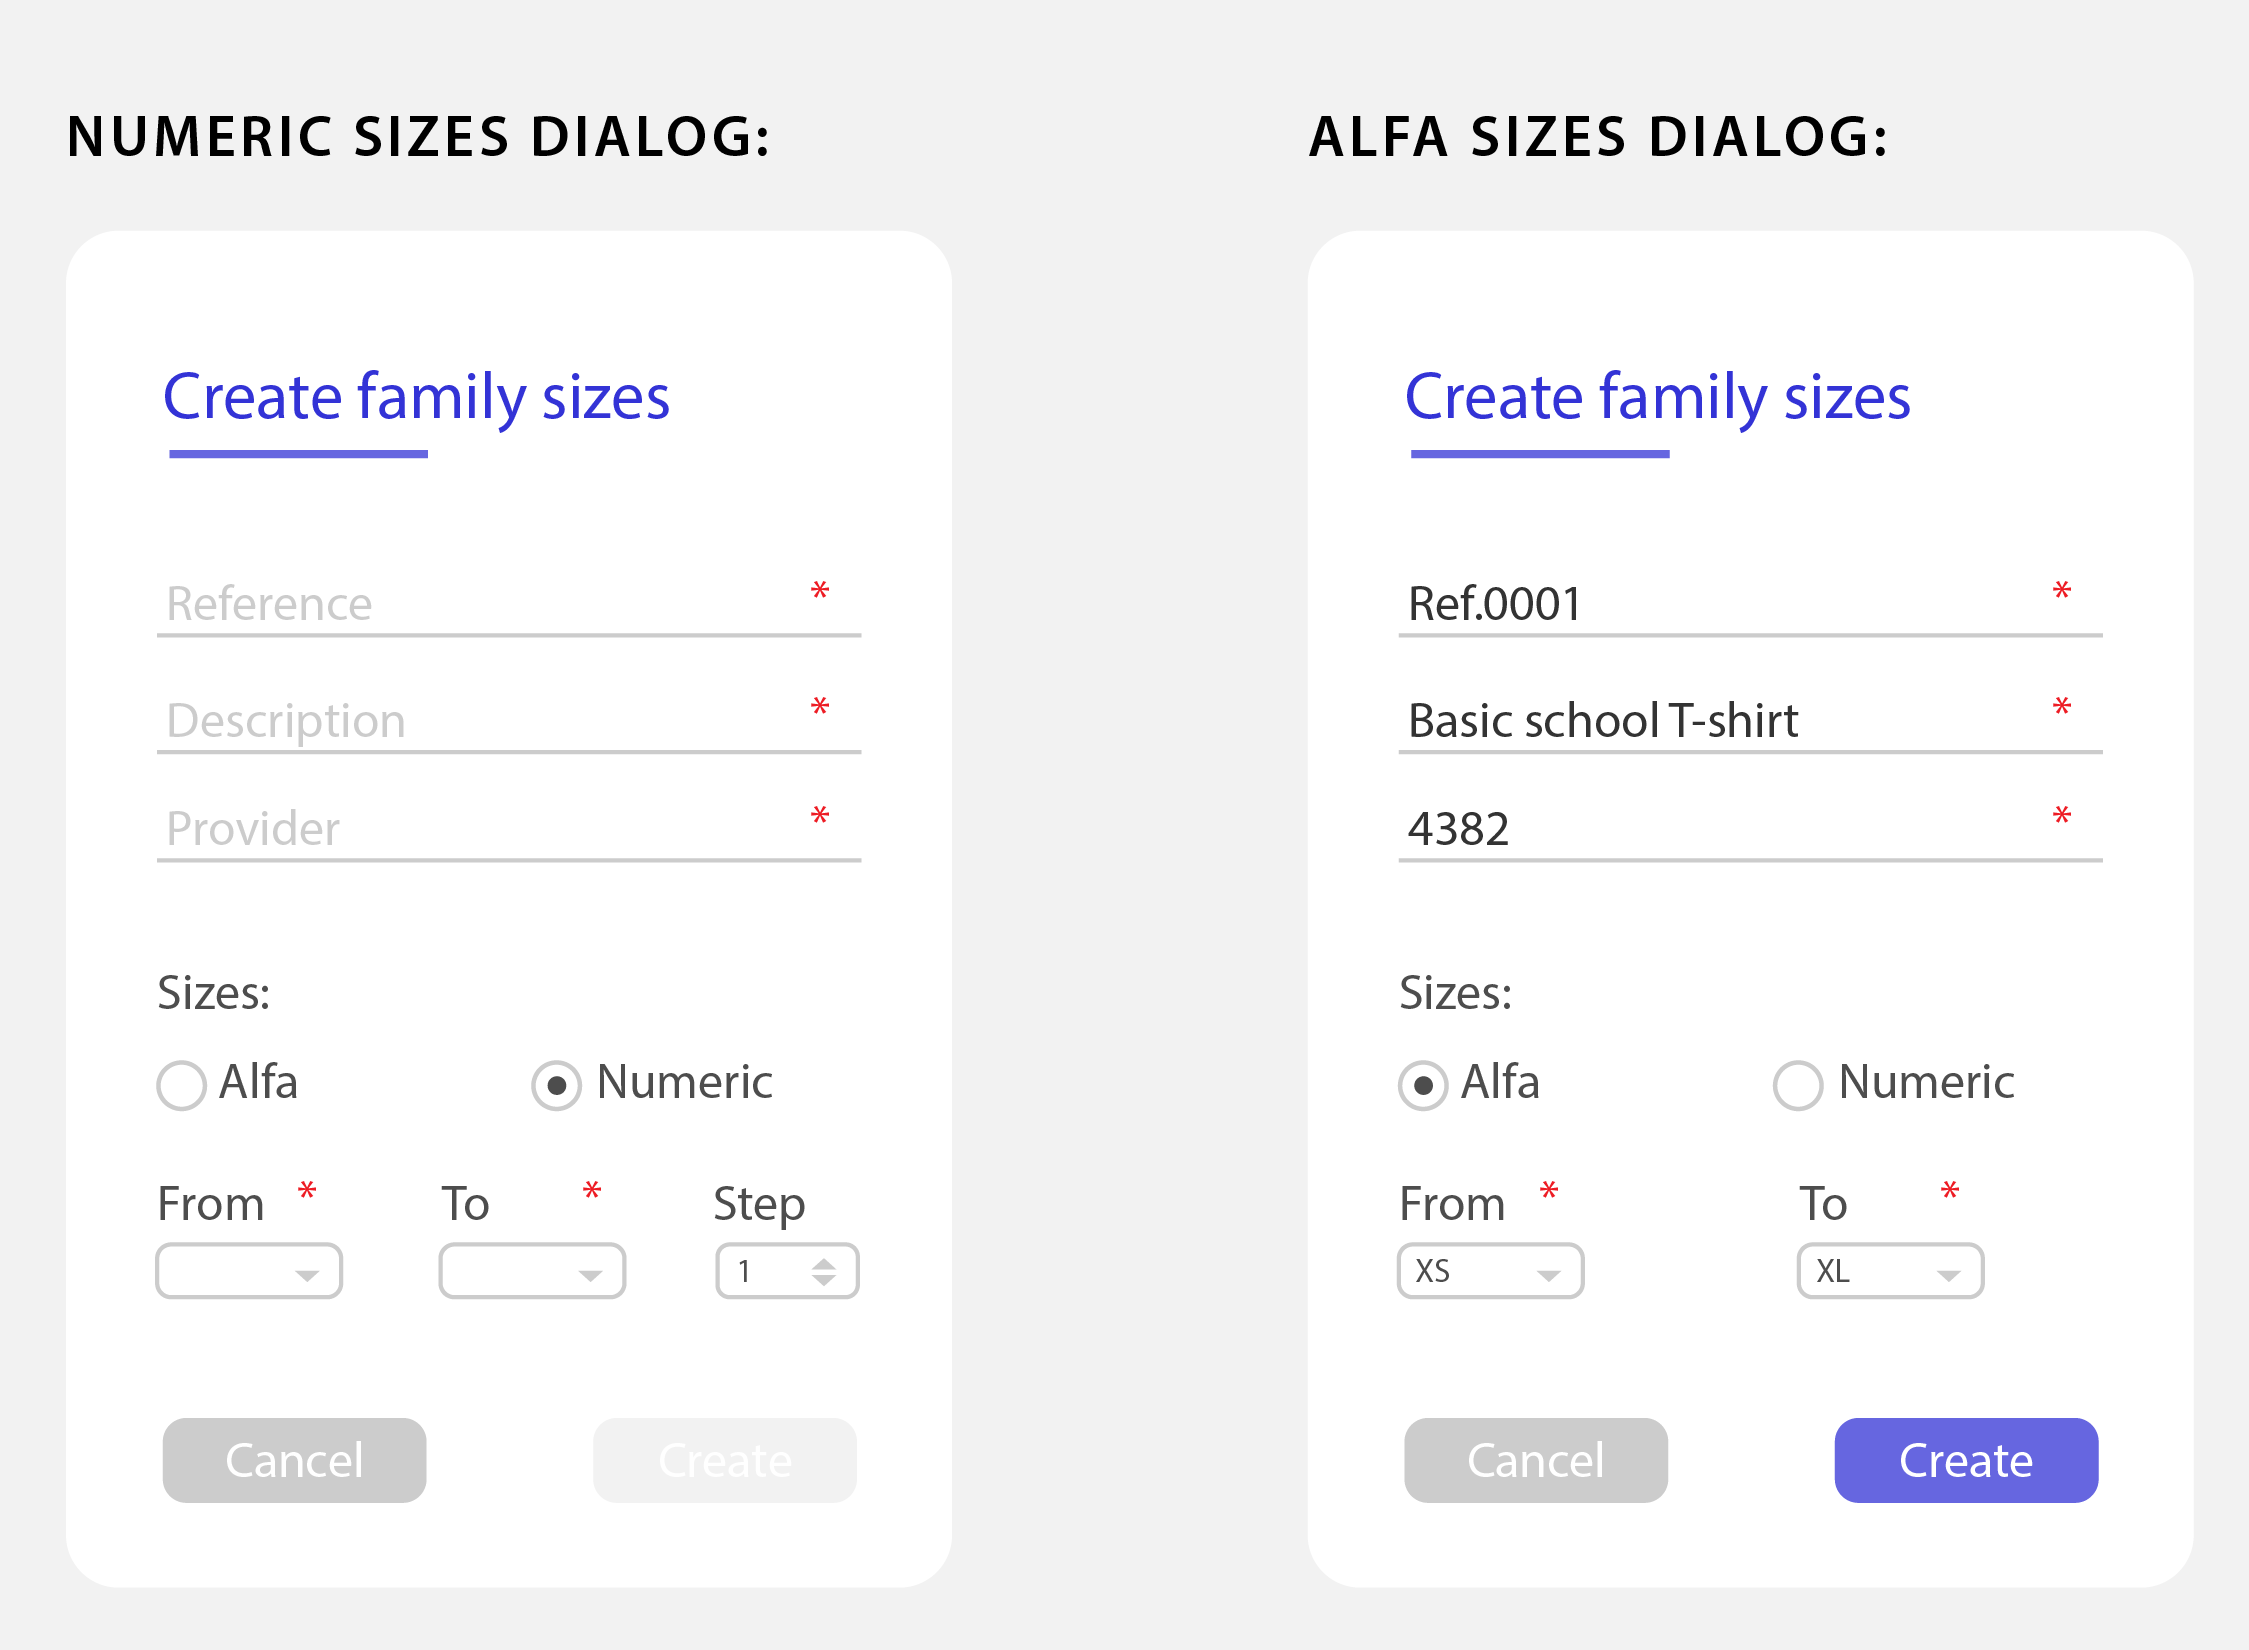 NUMERIC SIZES DIALOG:
Create family sizes
Reference *
Description *
Provider *
Sizes:
Alfa Numeric
From * To * Step
1
Cancel Create
ALFA SIZES DIALOG:
Create family sizes
Ref.0001 *
Basic school T-shirt *
4382 *
Sizes:
Alfa Numeric
From * To *
XS XL
Cancel Create